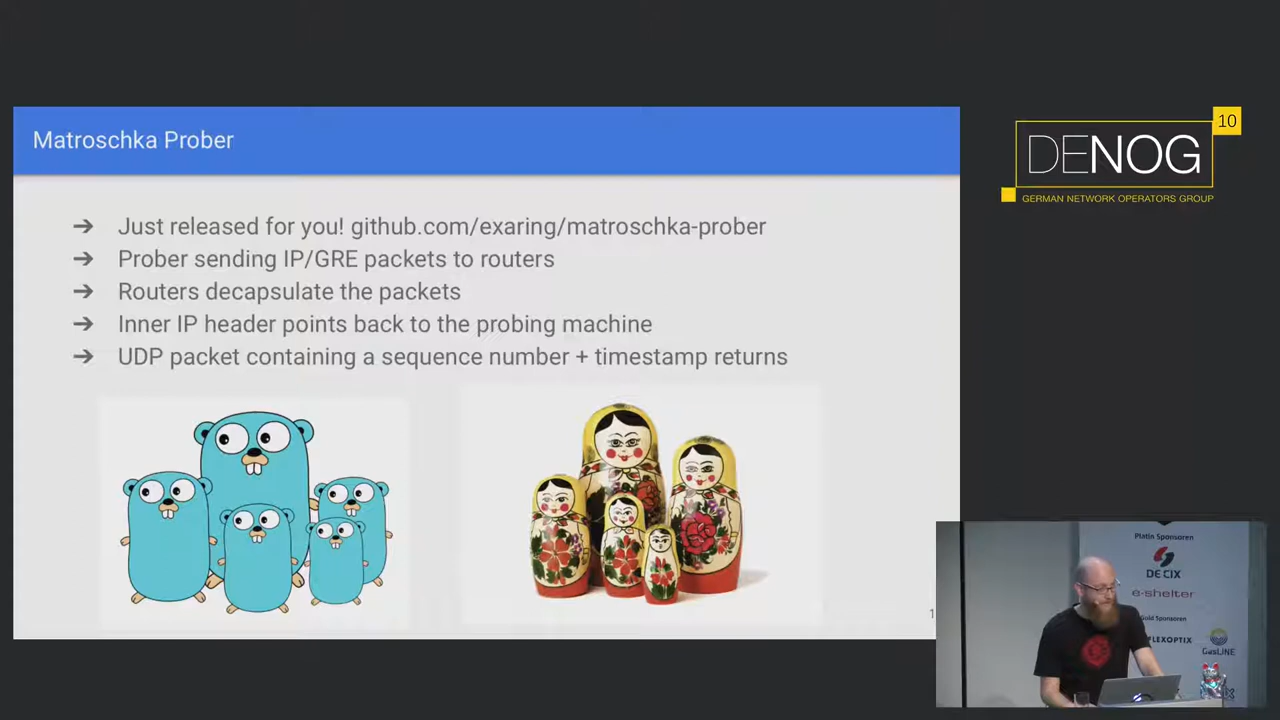 Matroschka Prober
➔ Just released for you! github.com/exaring/matroschka-prober
➔ Prober sending IP/GRE packets to routers
➔ Routers decapsulate the packets
➔ Inner IP header points back to the probing machine
➔ UDP packet containing a sequence number + timestamp returns
10
DENOG
GERMAN NETWORK OPERATORS GROUP
Platin Sponsoren
DE CIX
e-shelter
Gold Sponsoren
FLEXOPTIX
GasLINE